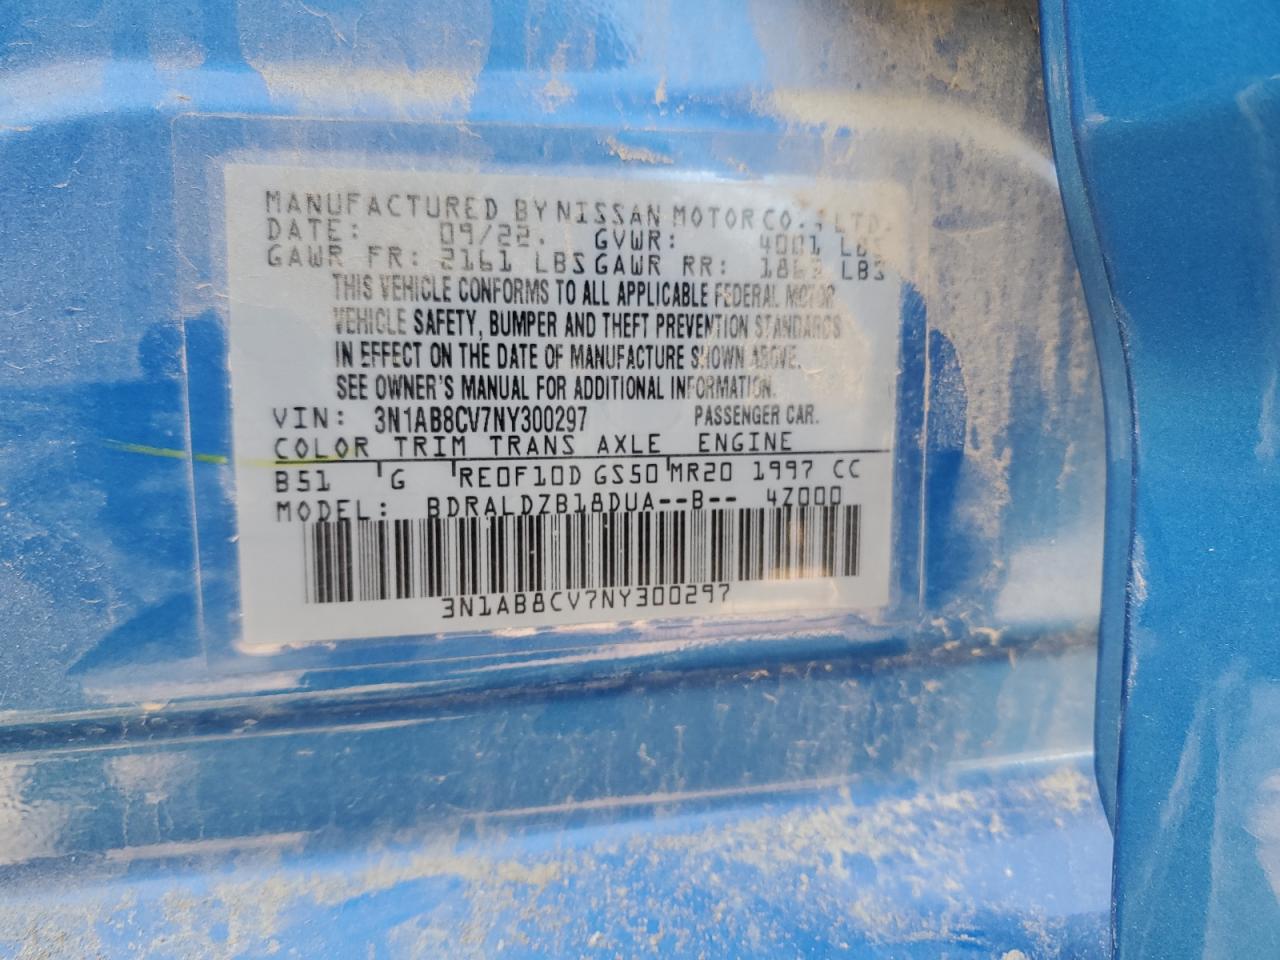 MANUFACTURED BY NISSAN MOTOR CO., LTD.
DATE: 09/22. GVWR: 4001 LBS
GAWR FR: 2161 LBS GAWR RR: LBS
THIS VEHICLE CONFORMS TO ALL APPLICABLE FEDERAL MOTOR
VEHICLE SAFETY, BUMPER AND THEFT PREVENTION STANDARDS
IN EFFECT ON THE DATE OF MANUFACTURE SHOWN ABOVE.
SEE OWNER'S MANUAL FOR ADDITIONAL INFORMATION.
VIN: 3N1AB8CV7NY300297 PASSENGER CAR.
COLOR TRIM TRANS AXLE ENGINE
B51 G RE0F10D GS50 MR20 1997 CC
MODEL: BDRALDZB18DUA--B-- 4Z000
3N1AB8CV7NY300297